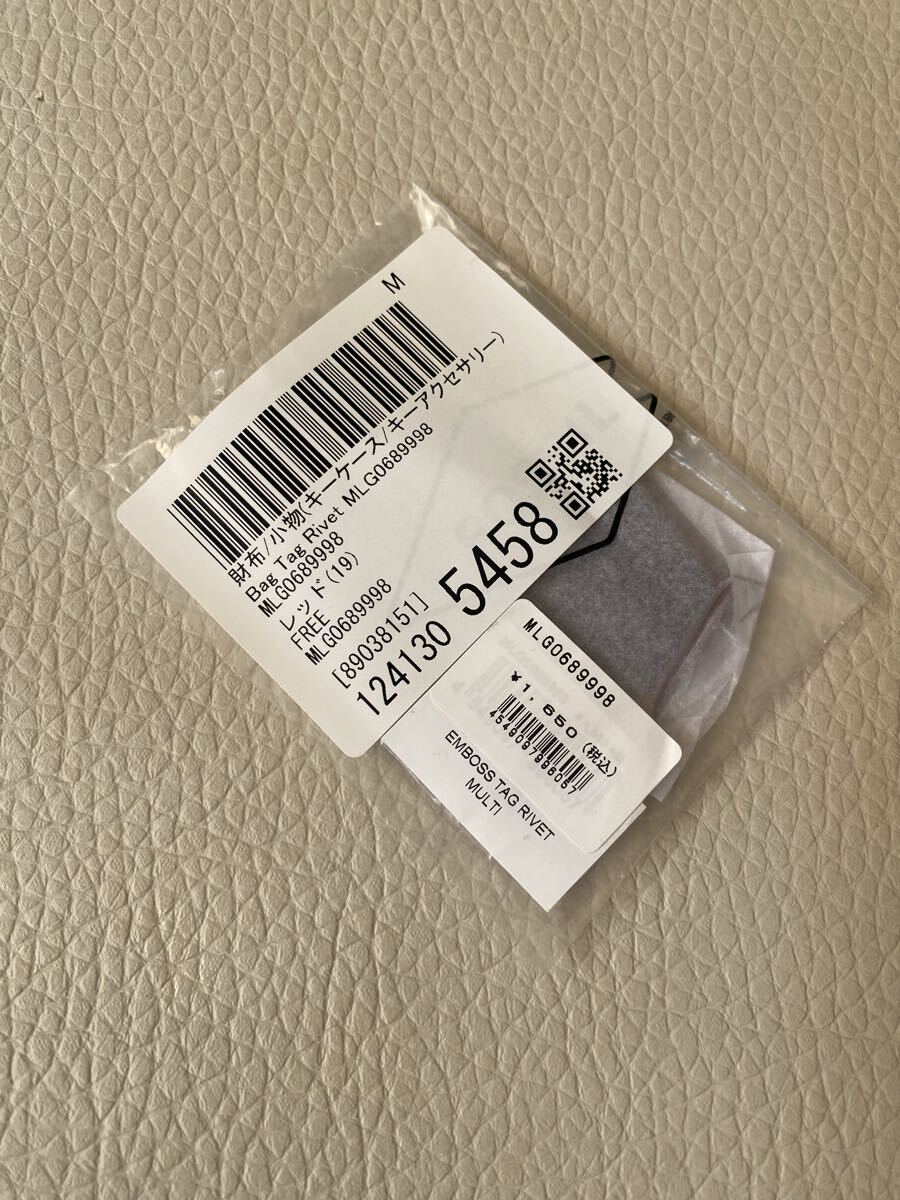 M
財布/小物(キーケース/キーアクセサリー)
Bag Tag Rivet MLG0689998
MLG0689998
レッド(19)
FREE
MLG0689998
[89038151]
124130 5458
MLG0689998
¥1,650(税込)
EMBOSS TAG RIVET
MULTI